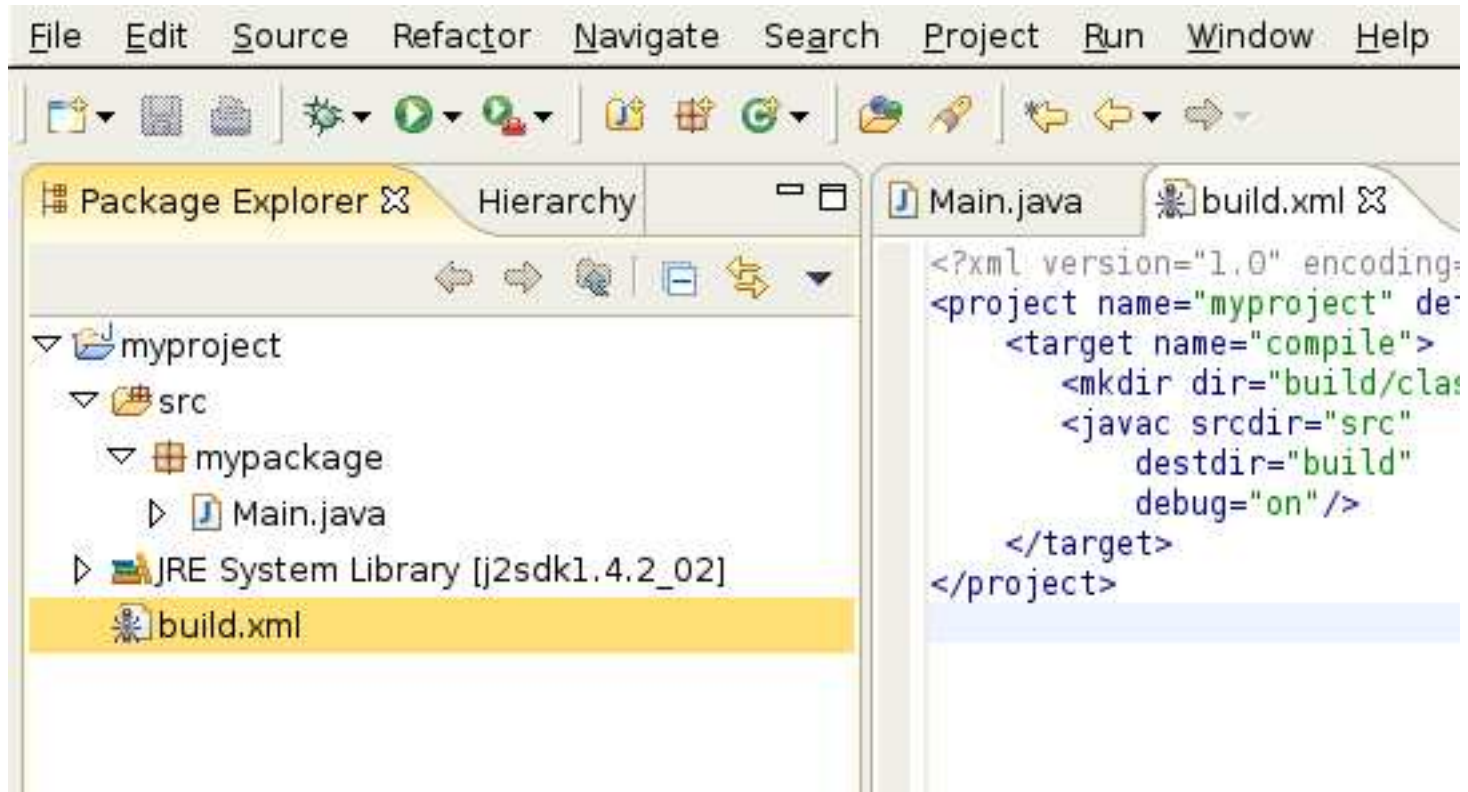 File Edit Source Refactor Navigate Search Project Run Window Help
Package Explorer Hierarchy
myproject
src
mypackage
Main.java
JRE System Library [j2sdk1.4.2_02]
build.xml
Main.java build.xml
<?xml version="1.0" encoding=
<project name="myproject"
<target name="compile">
<mkdir dir="build/clas
<javac srcdir="src"
destdir="build"
debug="on"/>
</target>
</project>